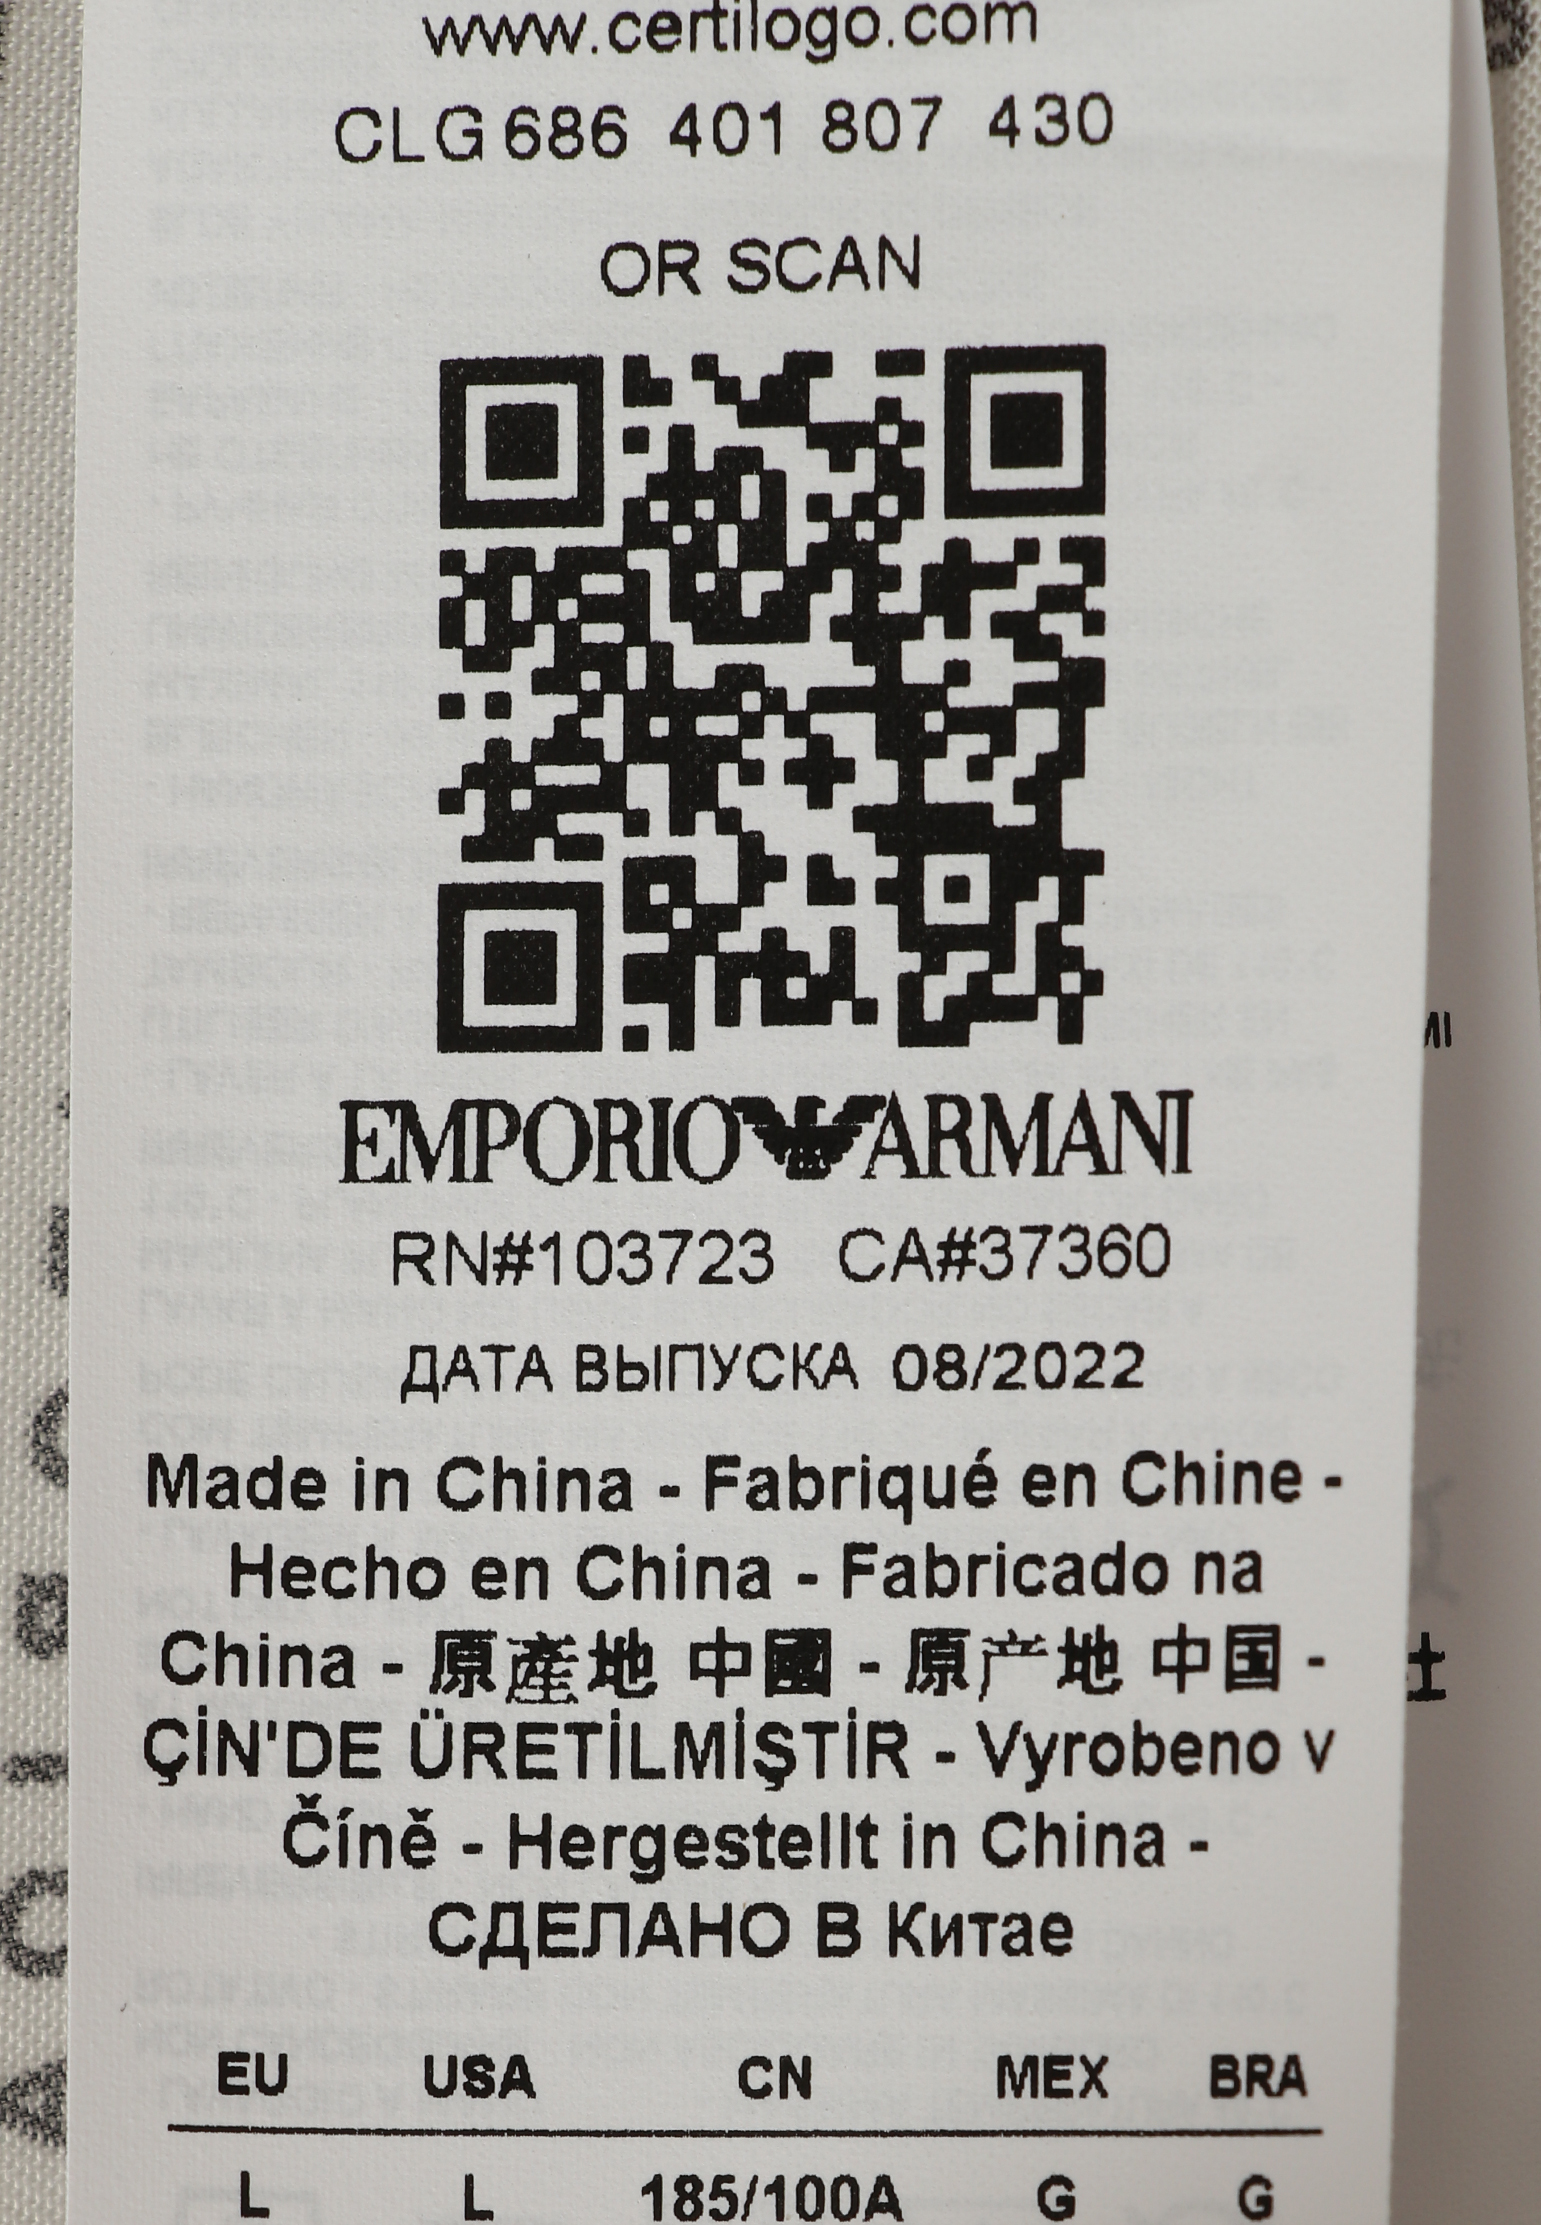 www.certilogo.com
CLG 686 401 807 430
OR SCAN
EMPORIO ARMANI
RN#103723 CA#37360
ДАТА ВЫПУСКА 08/2022
Made in China - Fabriqué en Chine -
Hecho en China - Fabricado na
China - 原產地 中國 - 原产地 中国 -
ÇİN'DE ÜRETİLMİŞTİR - Vyrobeno v
Číně - Hergestellt in China -
СДЕЛАНО В Китае
EU USA CN MEX BRA
L L 185/100A G G